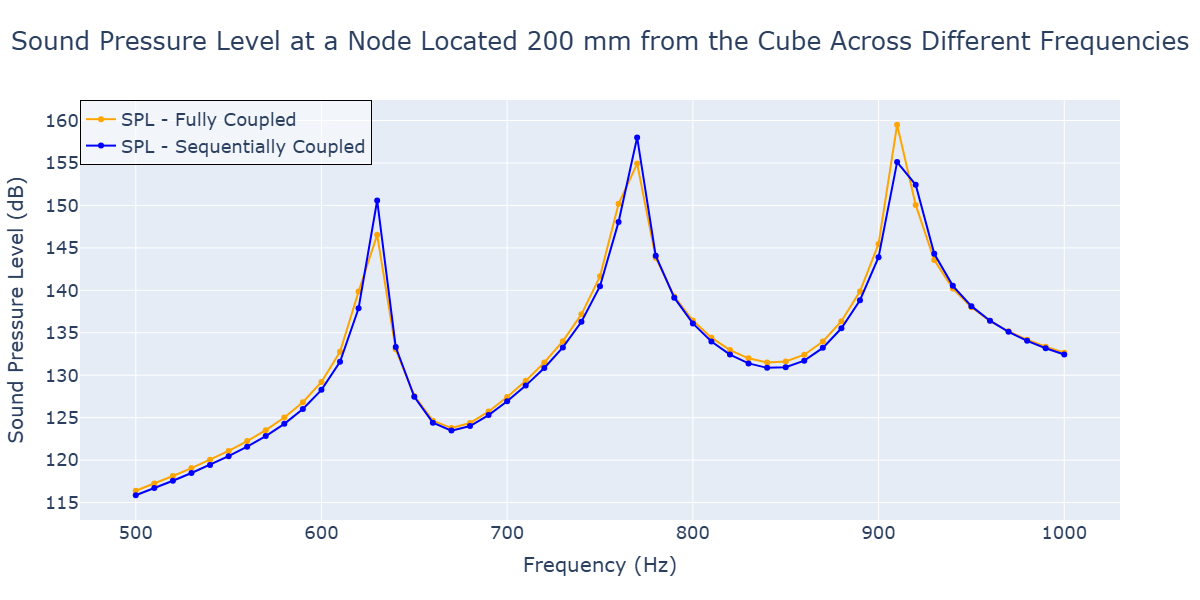 Sound Pressure Level at a Node Located 200 mm from the Cube Across Different Frequencies
SPL - Fully Coupled
SPL - Sequentially Coupled
Sound Pressure Level (dB)
160
155
150
145
140
135
130
125
120
115
500 600 700 800 900 1000
Frequency (Hz)